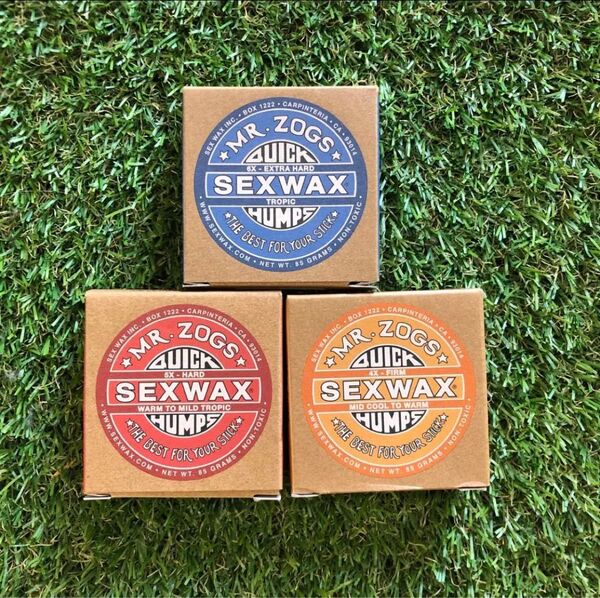 SEX WAX INC. • BOX 1222 • CARPINTERIA • CA • 93014
★ MR. ZOGS ★
QUICK
6X - EXTRA HARD
SEXWAX
TROPIC
HUMPS
★ THE BEST FOR YOUR STICK ★
WWW.SEXWAX.COM • NET WT. 85 GRAMS • NON-TOXIC
SEX WAX INC. • BOX 1222 • CARPINTERIA • CA • 93014
★ MR. ZOGS ★
QUICK
5X - HARD
SEXWAX
WARM TO MILD TROPIC
HUMPS
★ THE BEST FOR YOUR STICK ★
WWW.SEXWAX.COM • NET WT. 85 GRAMS • NON-TOXIC
SEX WAX INC. • BOX 1222 • CARPINTERIA • CA • 93014
★ MR. ZOGS ★
QUICK
4X - FIRM
SEXWAX
MID COOL TO WARM
HUMPS
★ THE BEST FOR YOUR STICK ★
WWW.SEXWAX.COM • NET WT. 85 GRAMS • NON-TOXIC